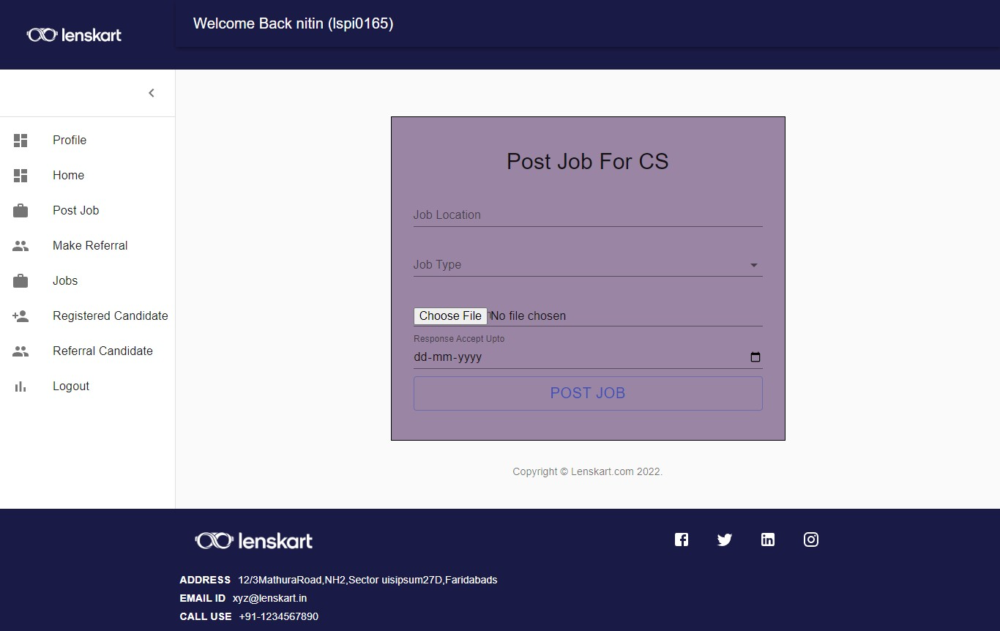 lenskart
Welcome Back nitin (lspi0165)
Profile
Home
Post Job
Make Referral
Jobs
Registered Candidate
Referral Candidate
Logout
Post Job For CS
Job Location
Job Type
Choose File No file chosen
Response Accept Upto
dd-mm-yyyy
POST JOB
Copyright © Lenskart.com 2022.
lenskart
ADDRESS 12/3MathuraRoad,NH2,Sector uisipsum27D,Faridabads
EMAIL ID xyz@lenskart.in
CALL USE +91-1234567890